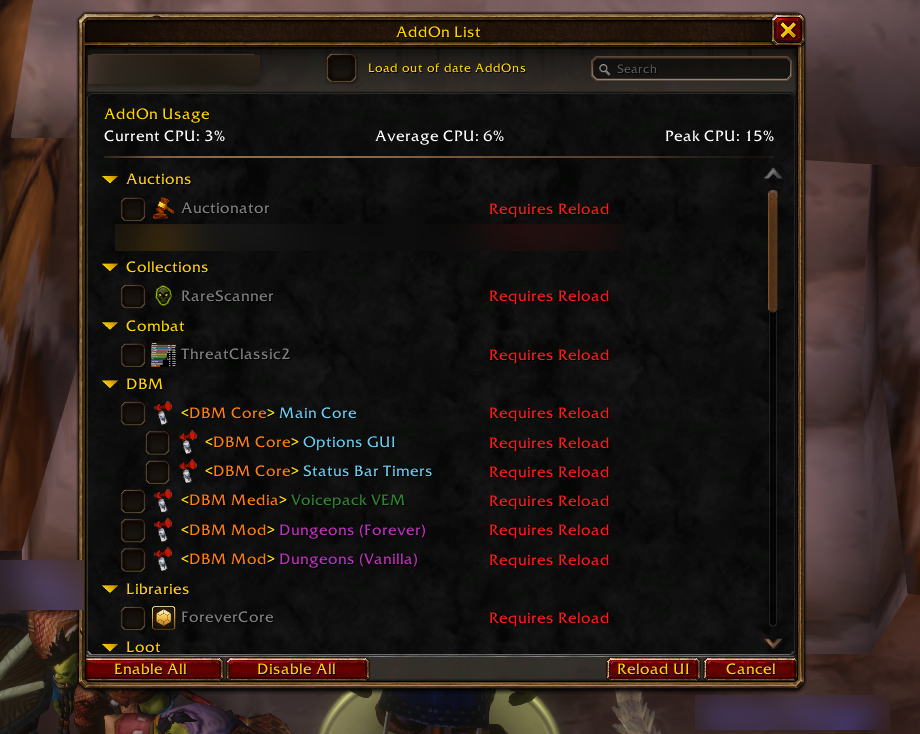 AddOn List
Load out of date AddOns
Search
AddOn Usage
Current CPU: 3% Average CPU: 6% Peak CPU: 15%
Auctions
Auctionator Requires Reload
Collections
RareScanner Requires Reload
Combat
ThreatClassic2 Requires Reload
DBM
<DBM Core> Main Core Requires Reload
<DBM Core> Options GUI Requires Reload
<DBM Core> Status Bar Timers Requires Reload
<DBM Media> Voicepack VEM Requires Reload
<DBM Mod> Dungeons (Forever) Requires Reload
<DBM Mod> Dungeons (Vanilla) Requires Reload
Libraries
ForeverCore Requires Reload
Loot
Enable All Disable All Reload UI Cancel